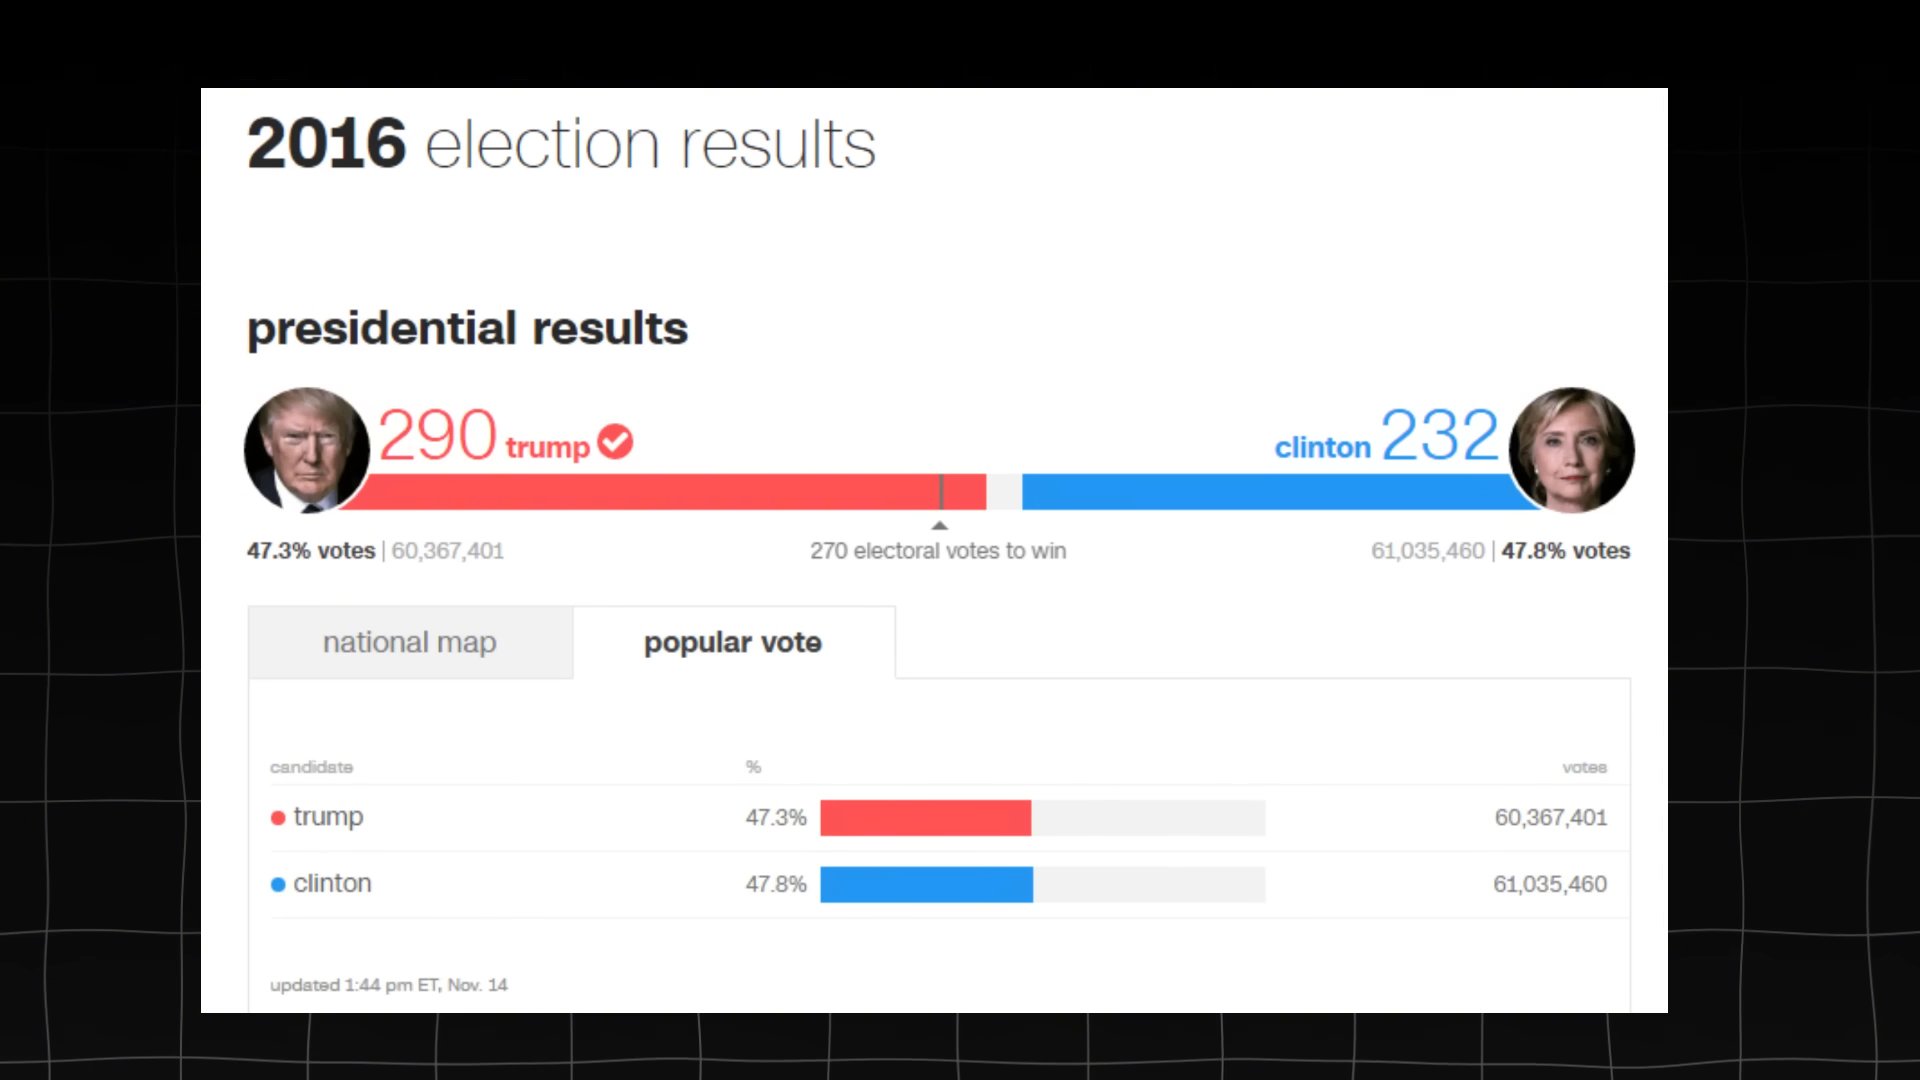 2016 election results
presidential results
290 trump
clinton 232
47.3% votes | 60,367,401
270 electoral votes to win
61,035,460 | 47.8% votes
national map
popular vote
candidate % votes
trump 47.3% 60,367,401
clinton 47.8% 61,035,460
updated 1:44 pm ET, Nov. 14